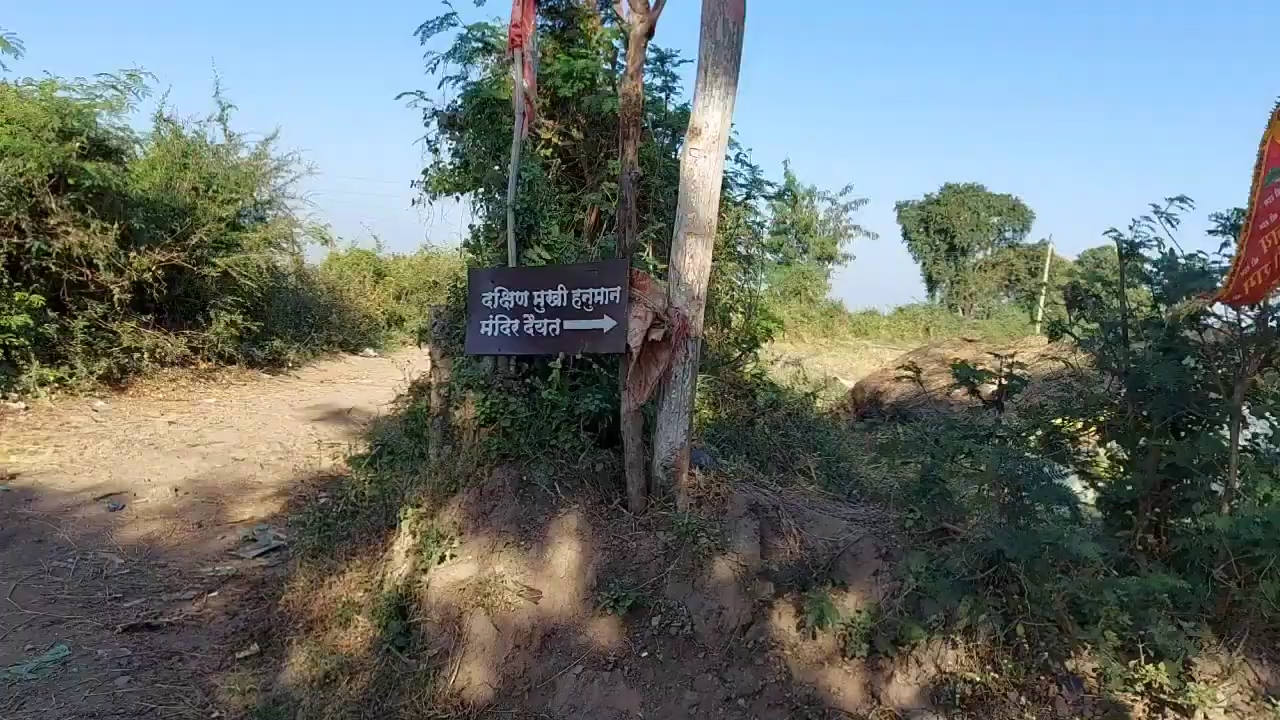 दक्षिण मुखी हनुमान
मंदिर दैयत